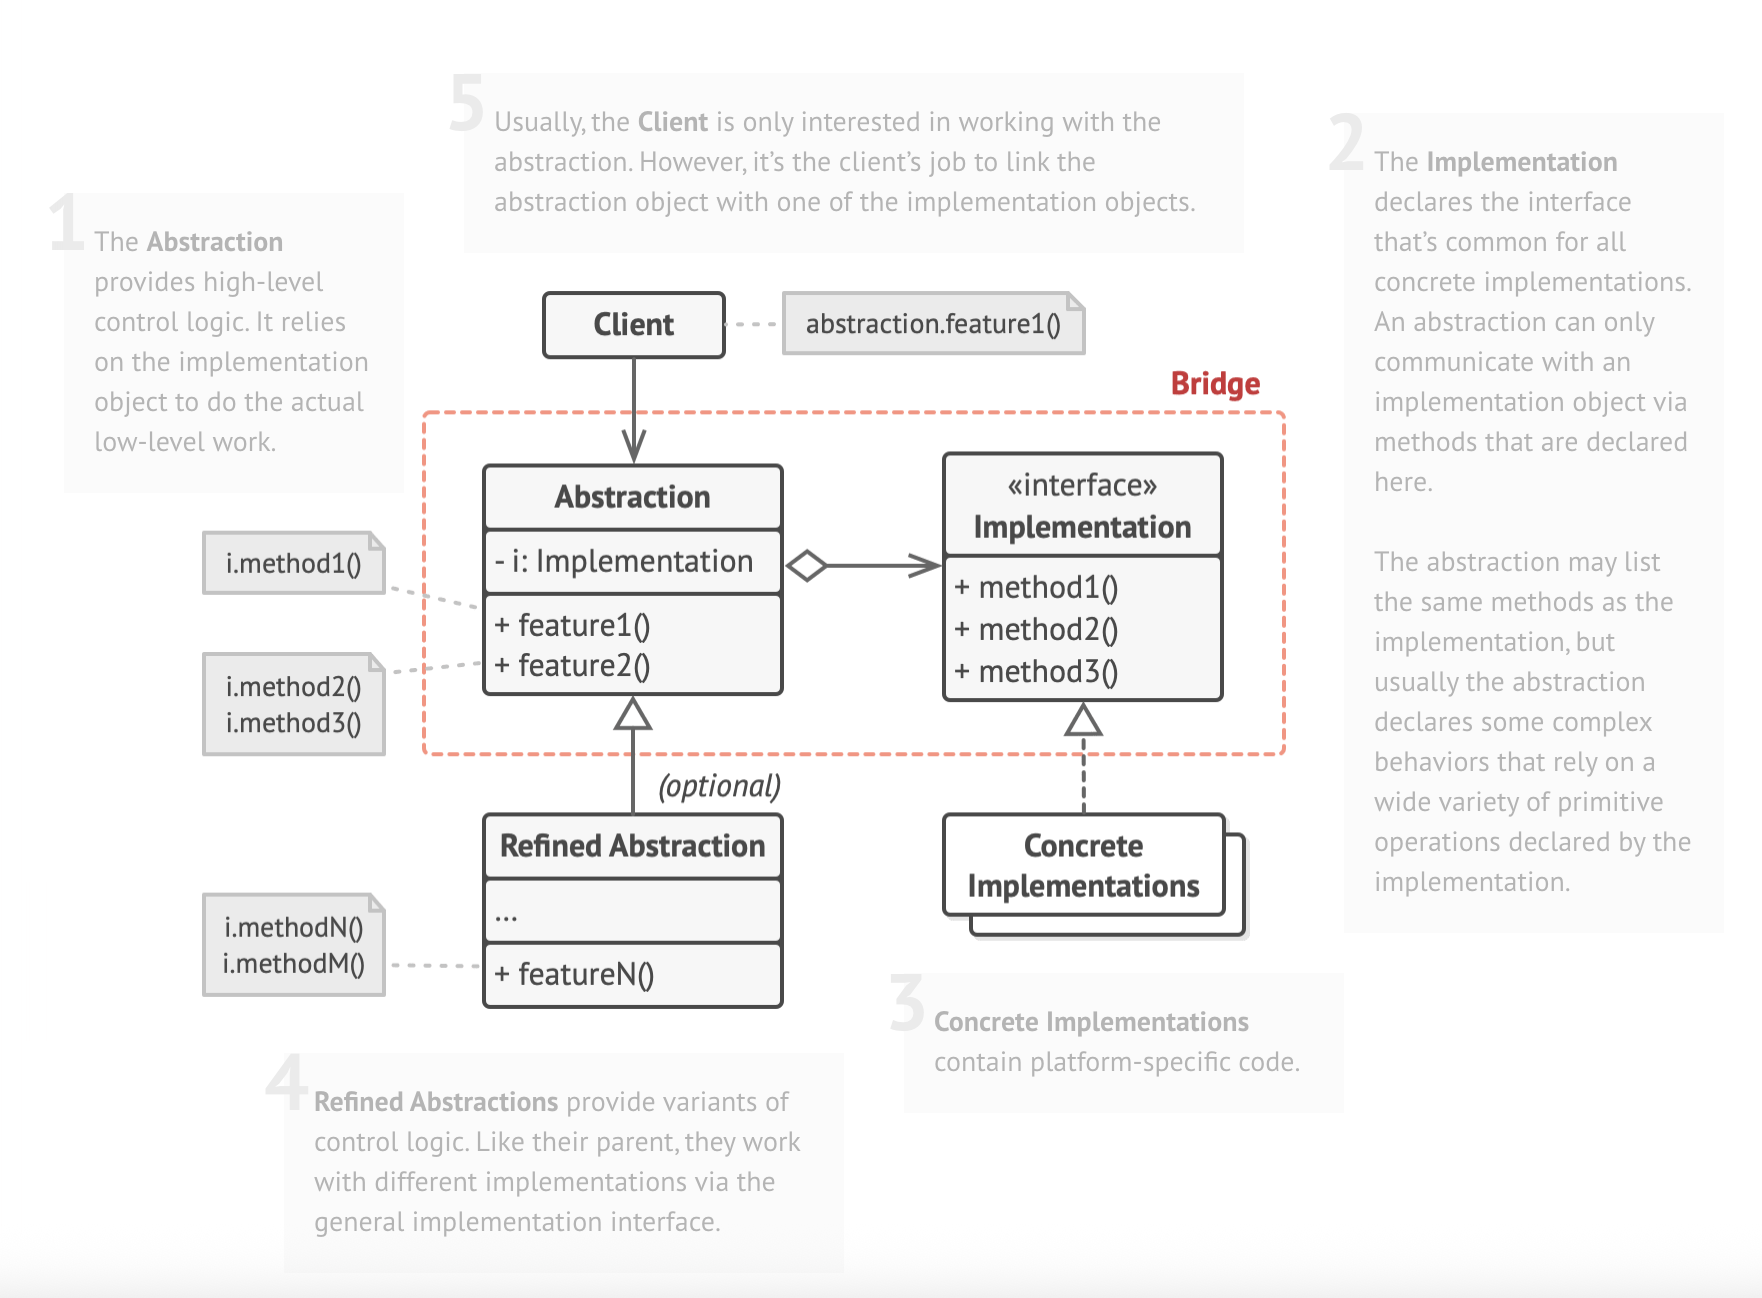 5
Usually, the Client is only interested in working with the
abstraction. However, it’s the client’s job to link the
abstraction object with one of the implementation objects.
2
The Implementation
declares the interface
that’s common for all
concrete implementations.
An abstraction can only
communicate with an
implementation object via
methods that are declared
here.
The abstraction may list
the same methods as the
implementation, but
usually the abstraction
declares some complex
behaviors that rely on a
wide variety of primitive
operations declared by the
implementation.
1
The Abstraction
provides high-level
control logic. It relies
on the implementation
object to do the actual
low-level work.
Client
abstraction.feature1()
Bridge
Abstraction
- i: Implementation
+ feature1()
+ feature2()
«interface»
Implementation
+ method1()
+ method2()
+ method3()
i.method1()
i.method2()
i.method3()
(optional)
Refined Abstraction
...
+ featureN()
Concrete
Implementations
i.methodN()
i.methodM()
3
Concrete Implementations
contain platform-specific code.
4
Refined Abstractions provide variants of
control logic. Like their parent, they work
with different implementations via the
general implementation interface.